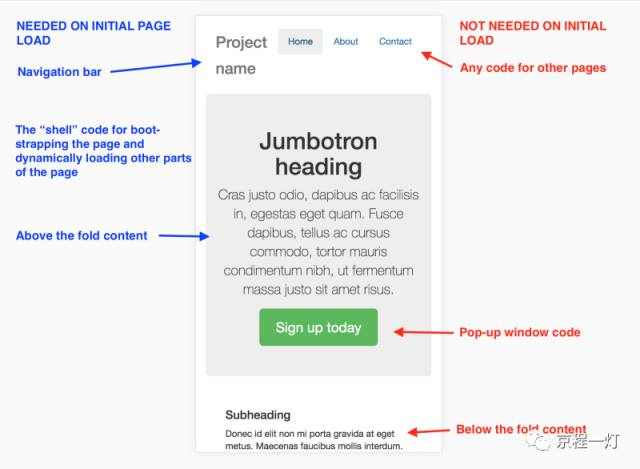 NEEDED ON INITIAL PAGE
LOAD
Navigation bar
The “shell” code for boot-
strapping the page and
dynamically loading other parts
of the page
Above the fold content
Project
name
Home
About
Contact
Jumbotron
heading
Cras justo odio, dapibus ac facilisis
in, egestas eget quam. Fusce
dapibus, tellus ac cursus
commodo, tortor mauris
condimentum nibh, ut fermentum
massa justo sit amet risus.
Sign up today
Subheading
Donec id elit non mi porta gravida at eget
metus. Maecenas faucibus mollis interdum.
NOT NEEDED ON INITIAL
LOAD
Any code for other pages
Pop-up window code
Below the fold content
京程一灯